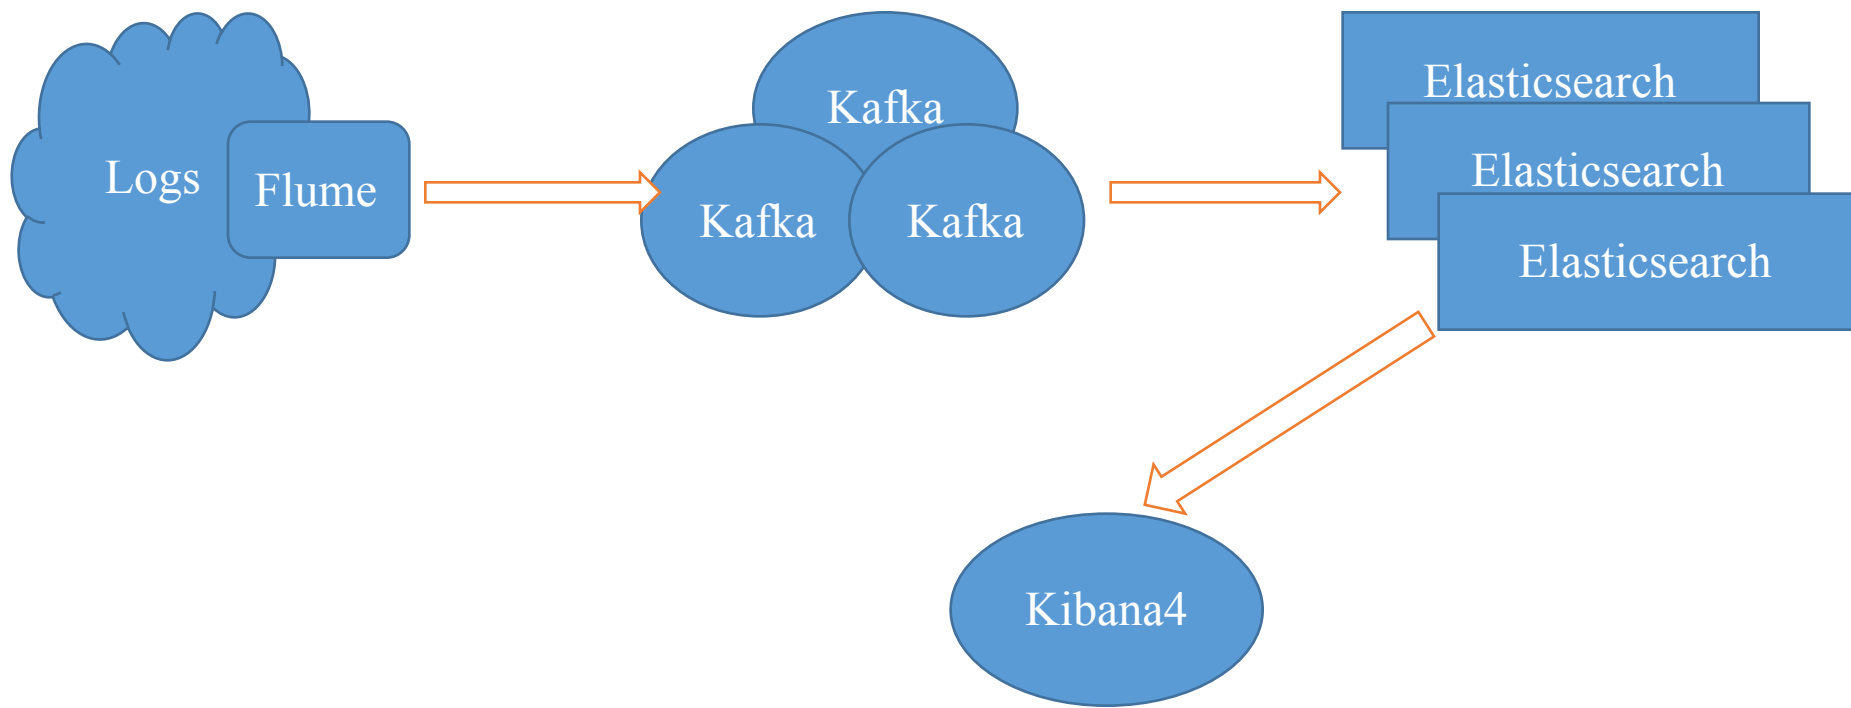 Logs
Flume
Kafka
Kafka
Kafka
Elasticsearch
Elasticsearch
Elasticsearch
Kibana4